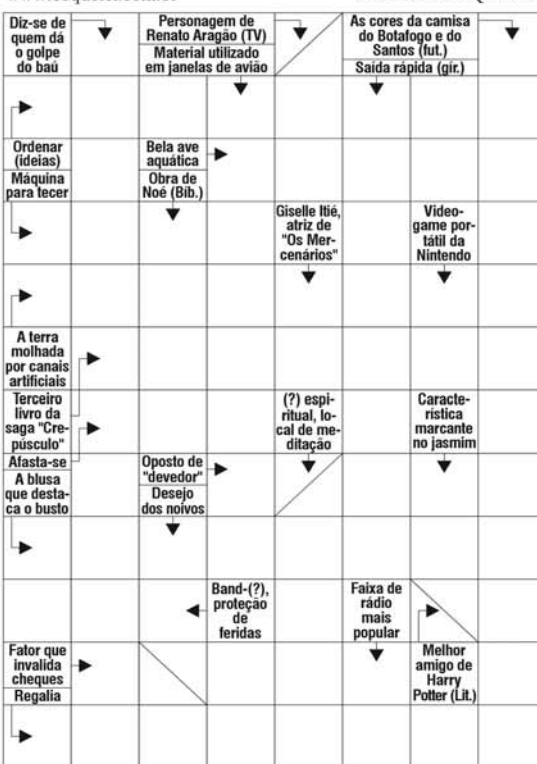 Diz-se de
quem dá
o golpe
do baú
Personagem de
Renato Aragão (TV)
Material utilizado
em janelas de avião
As cores da camisa
do Botafogo e do
Santos (fut.)
Saída rápida (gír.)
Ordenar
(ideias)
Máquina
para tecer
Bela ave
aquática
Obra de
Noé (Bíb.)
Giselle Itié,
atriz de
"Os Mer-
cenários"
Video-
game por-
tátil da
Nintendo
A terra
molhada
por canais
artificiais
Terceiro
livro da
saga "Cre-
púsculo"
Afasta-se
A blusa
que desta-
ca o busto
(?) espi-
ritual, lo-
cal de me-
ditação
Caracte-
rística
marcante
no jasmim
Oposto de
"devedor"
Desejo
dos noivos
Band-(?),
proteção
de
feridas
Faixa de
rádio
mais
popular
Fator que
invalida
cheques
Regalia
Melhor
amigo de
Harry
Potter (Lit.)